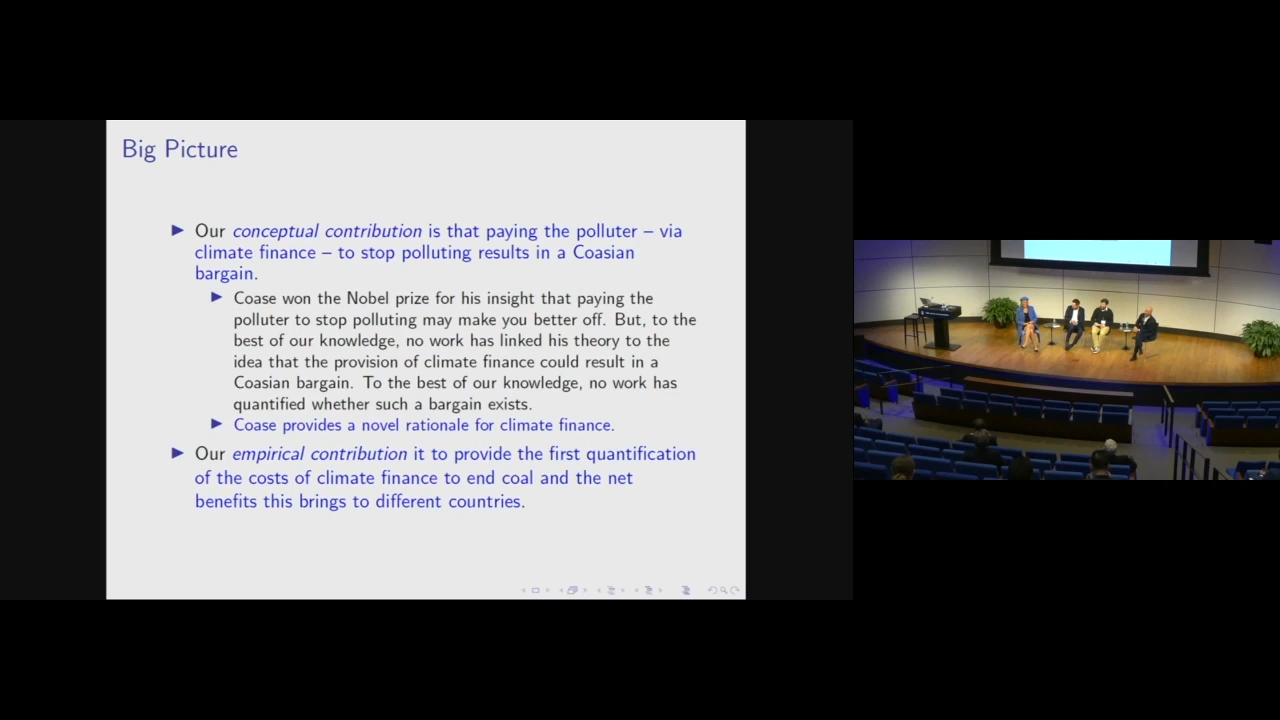 Big Picture
Our conceptual contribution is that paying the polluter – via
climate finance – to stop polluting results in a Coasian
bargain.
Coase won the Nobel prize for his insight that paying the
polluter to stop polluting may make you better off. But, to the
best of our knowledge, no work has linked his theory to the
idea that the provision of climate finance could result in a
Coasian bargain. To the best of our knowledge, no work has
quantified whether such a bargain exists.
Coase provides a novel rationale for climate finance.
Our empirical contribution it to provide the first quantification
of the costs of climate finance to end coal and the net
benefits this brings to different countries.